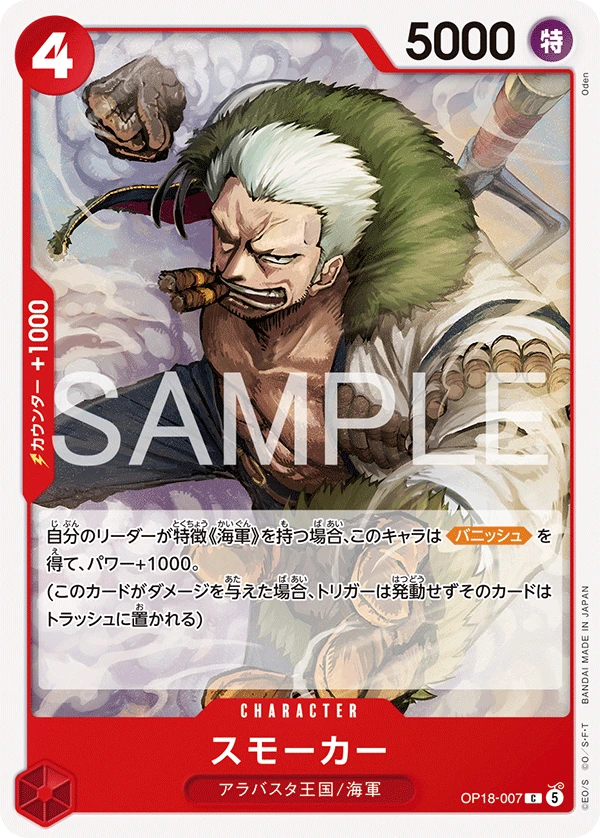 4
5000
特
Oden
カウンター +1000
SAMPLE
自分のリーダーが特徴《海軍》を持つ場合、このキャラは バニッシュ を
得て、パワー+1000。
(このカードがダメージを与えた場合、トリガーは発動せずそのカードは
トラッシュに置かれる)
CHARACTER
スモーカー
アラバスタ王国/海軍
OP18-007 C 5
©E.O/S ©O/S・F・T BANDAI MADE IN JAPAN